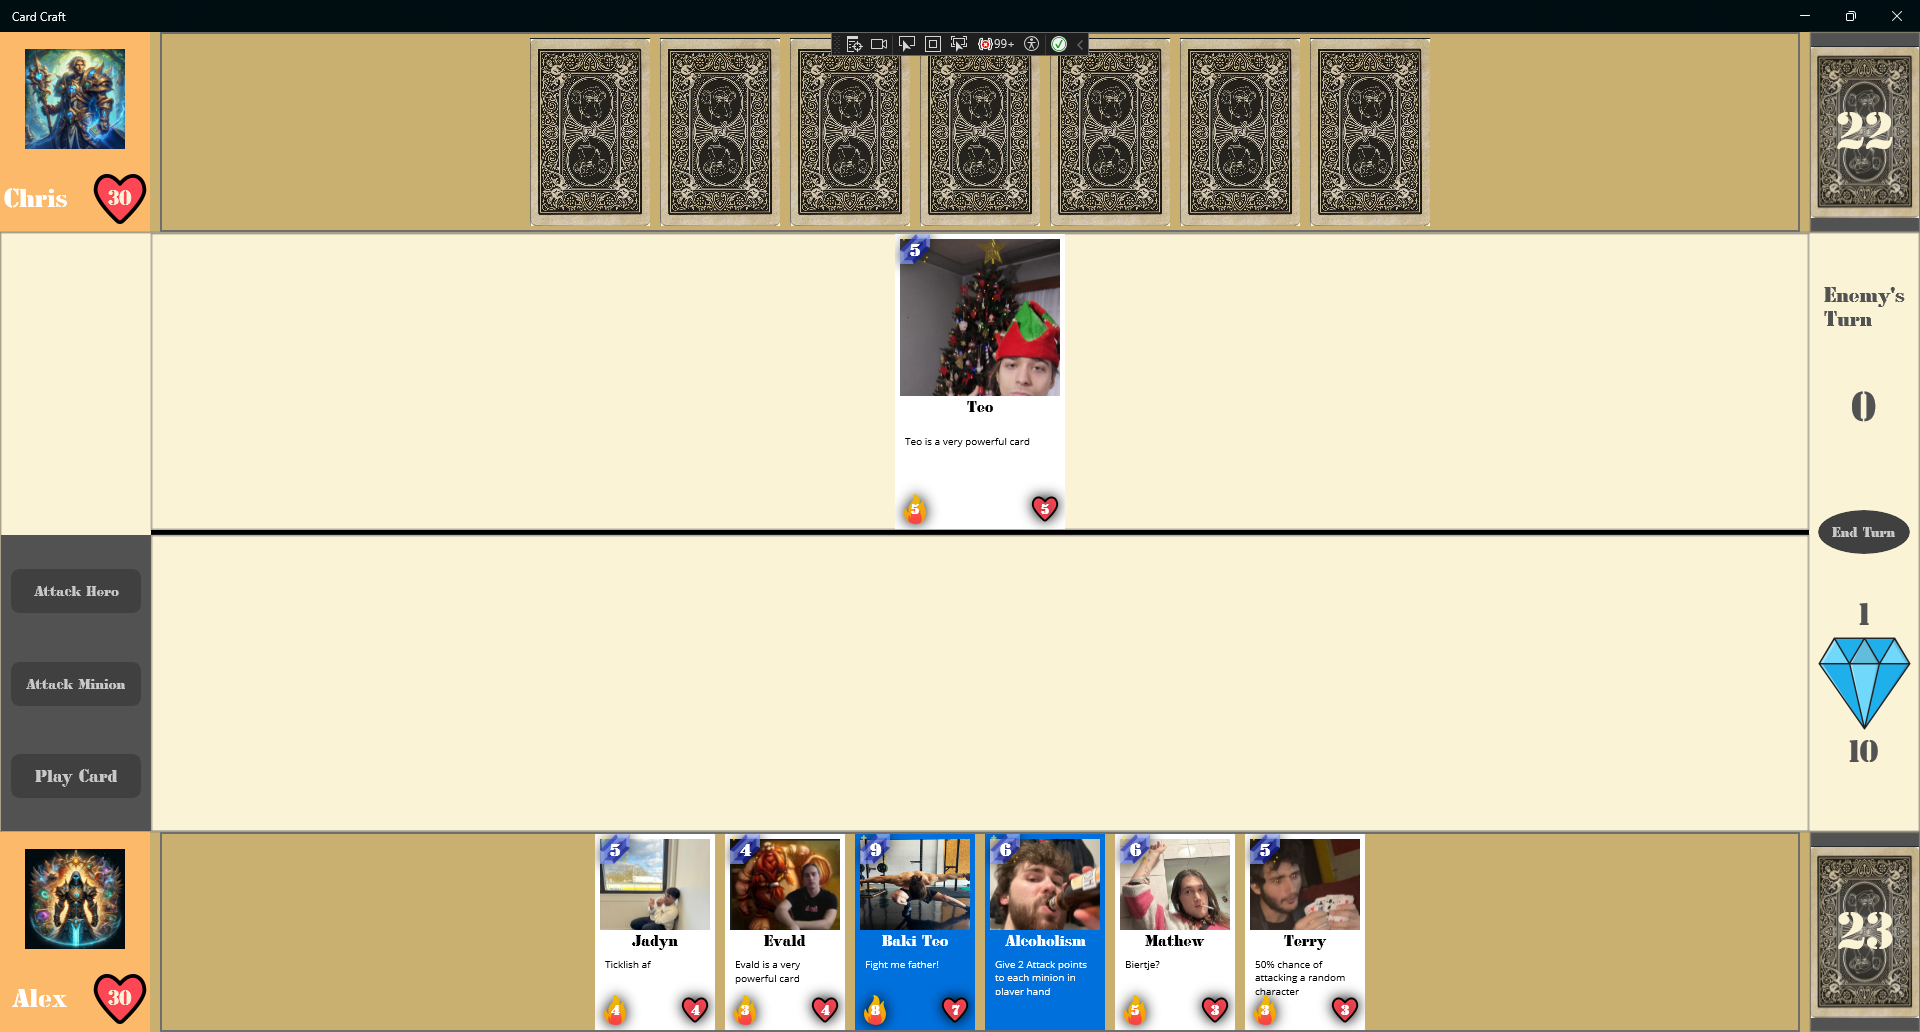 Card Craft
99+
Chris
30
22
5
Teo
Teo is a very powerful card
5
5
Enemy's
Turn
0
End Turn
1
10
Attack Hero
Attack Minion
Play Card
Alex
30
5
Jadyn
Ticklish af
4
4
4
Evald
Evald is a very
powerful card
3
4
9
Baki Teo
Fight me father!
8
7
6
Alcoholism
Give 2 Attack points
to each minion in
player hand
6
Mathew
Biertje?
5
3
5
Terry
50% chance of
attacking a random
character
3
3
23